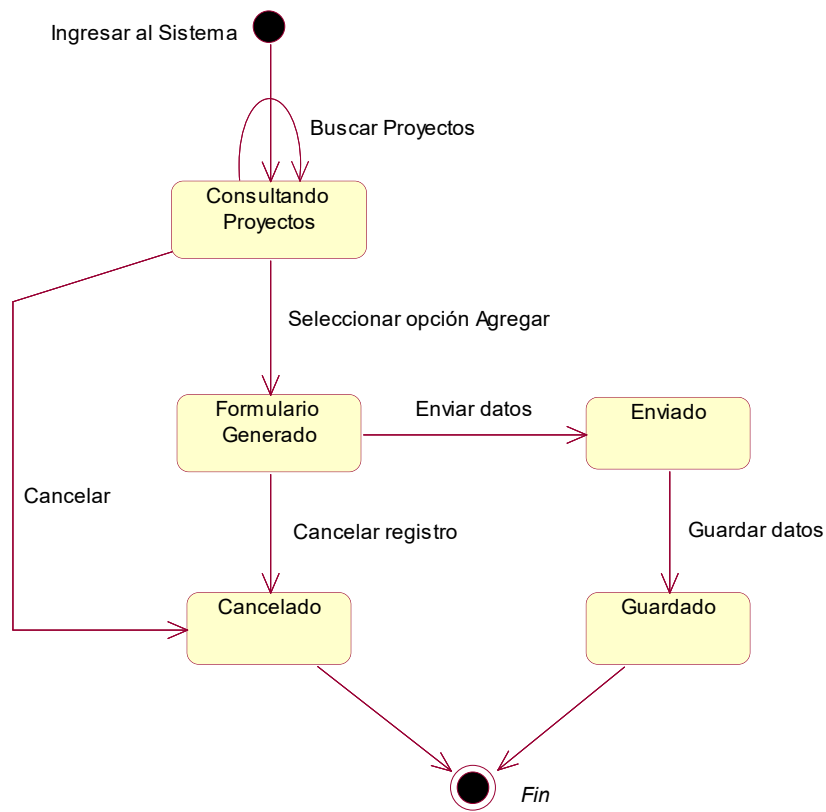 Ingresar al Sistema
Buscar Proyectos
Consultando
Proyectos
Seleccionar opción Agregar
Formulario
Generado
Enviar datos
Enviado
Cancelar
Cancelar registro
Guardar datos
Cancelado
Guardado
Fin